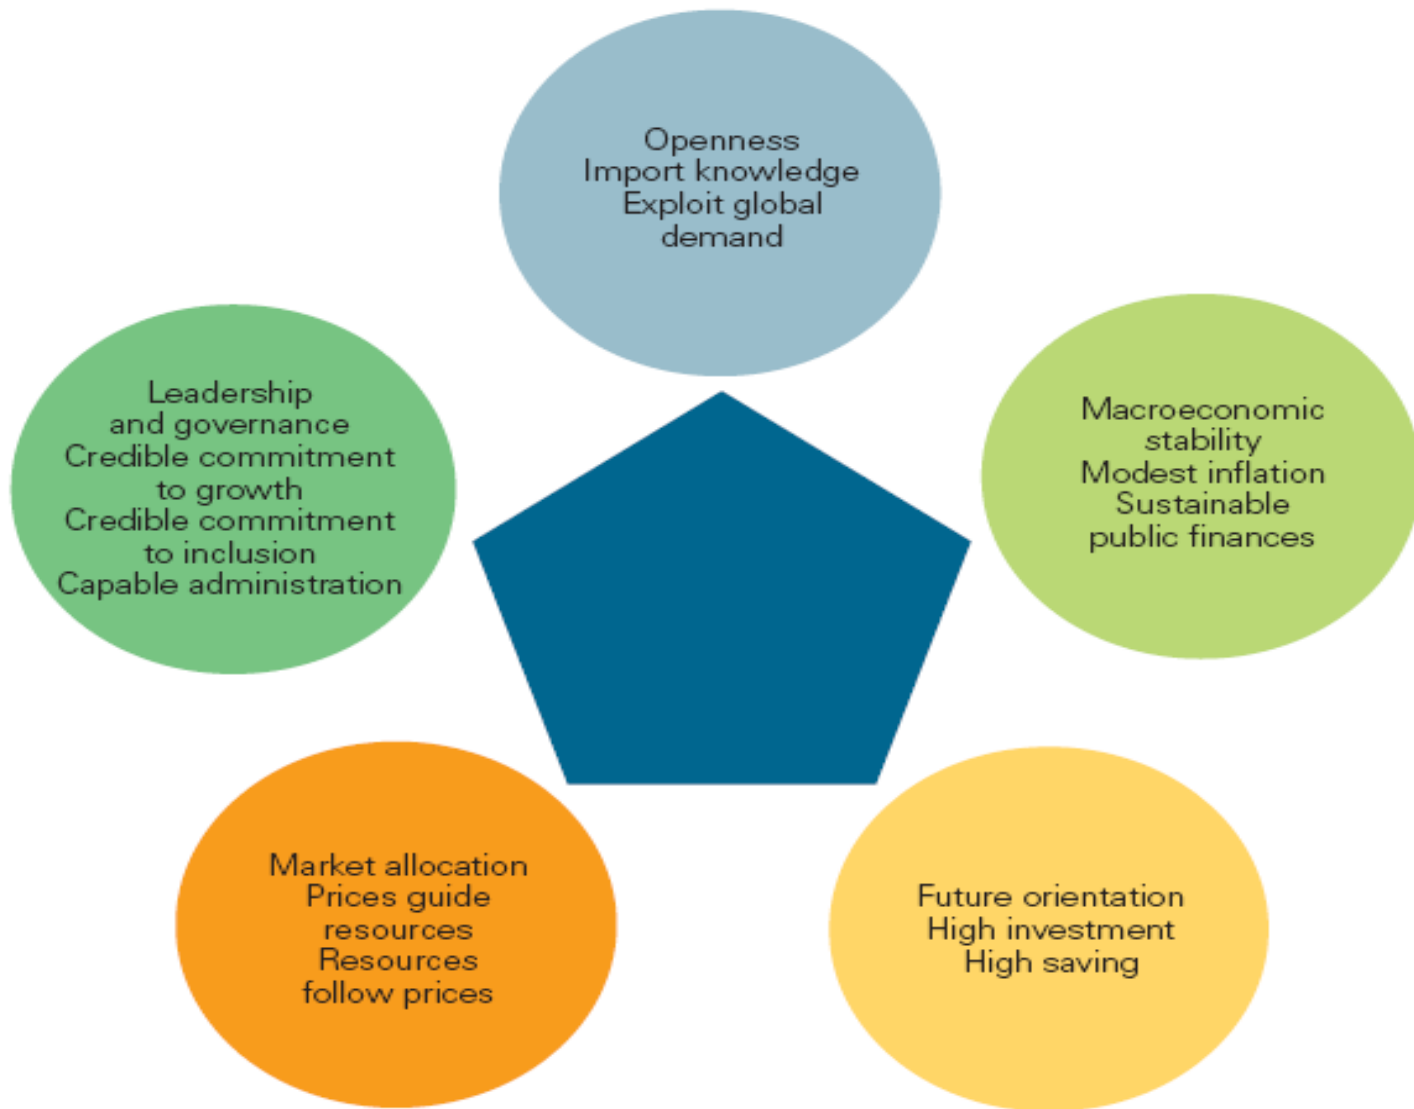 Openness
Import knowledge
Exploit global
demand
Leadership
and governance
Credible commitment
to growth
Credible commitment
to inclusion
Capable administration
Macroeconomic
stability
Modest inflation
Sustainable
public finances
Market allocation
Prices guide
resources
Resources
follow prices
Future orientation
High investment
High saving